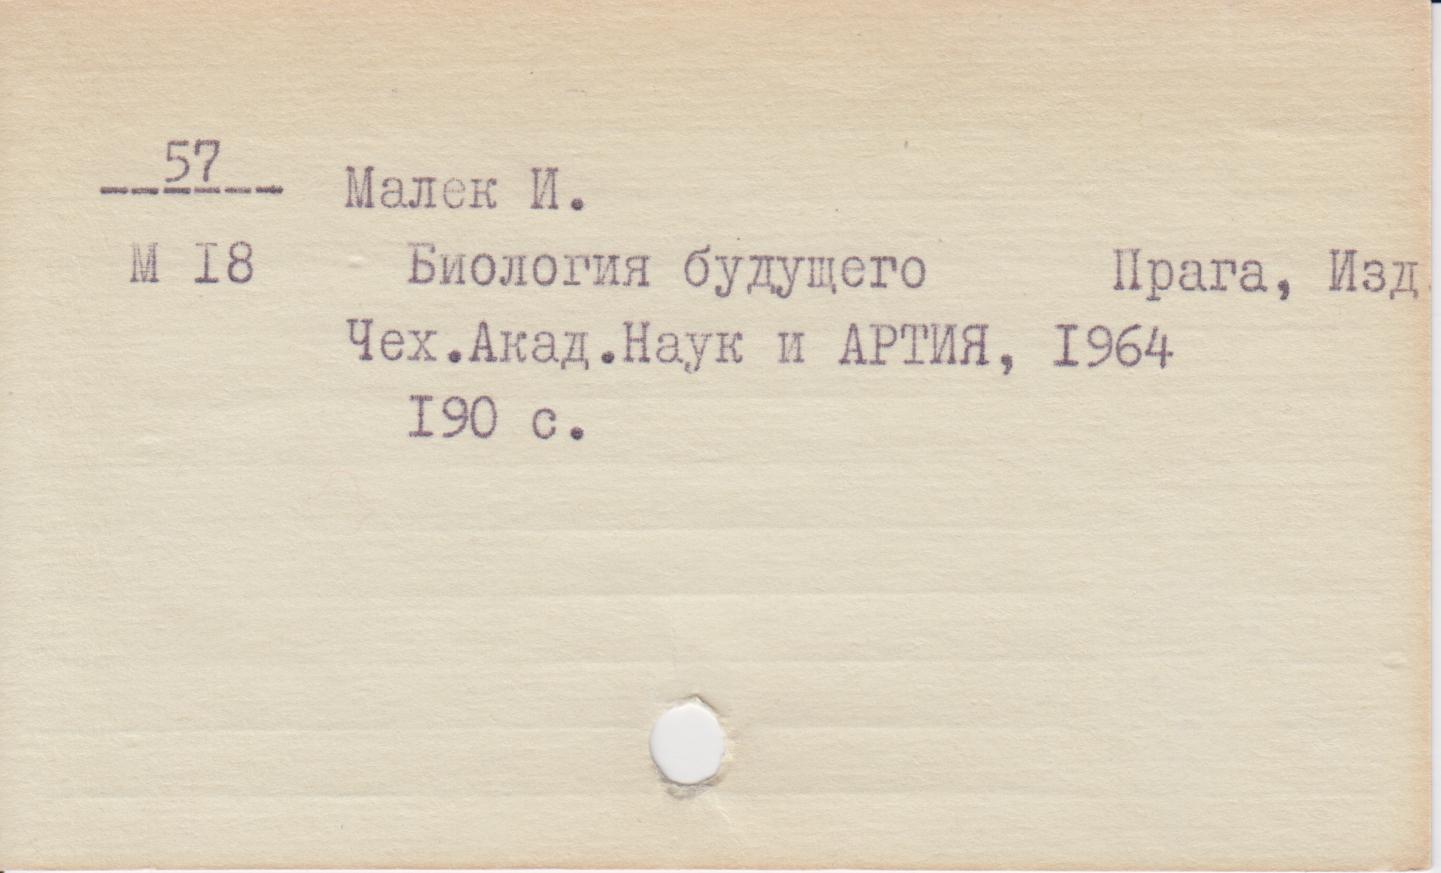 57
Малек И.
М I8
Биология будущего Прага, Изд.
Чех.Акад.Наук и АРТИЯ, I964
I90 с.